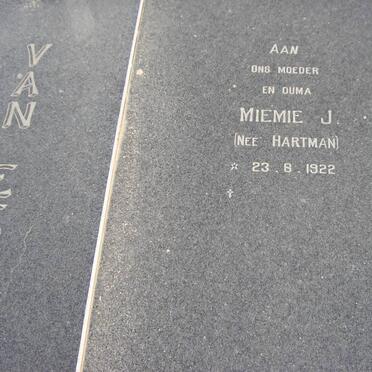 VAN
AAN
ONS MOEDER
EN OUMA
MIEMIE J.
(NEE HARTMAN)
☆ 23.8.1922
✝